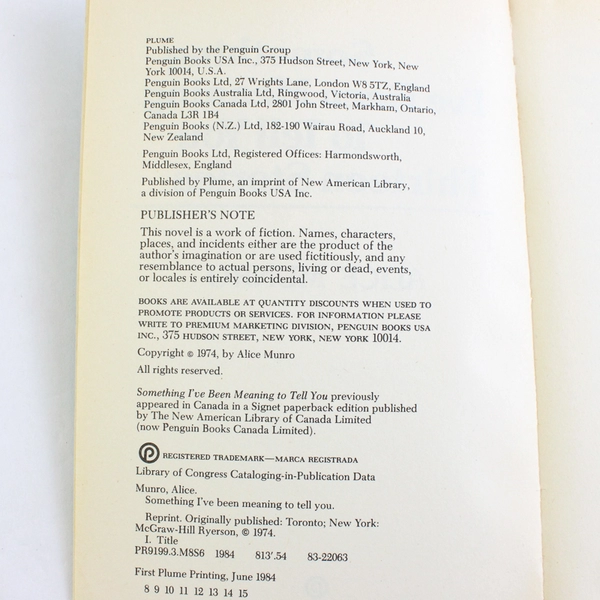 PLUME
Published by the Penguin Group
Penguin Books USA Inc., 375 Hudson Street, New York, New
York 10014, U.S.A.
Penguin Books Ltd, 27 Wrights Lane, London W8 5TZ, England
Penguin Books Australia Ltd, Ringwood, Victoria, Australia
Penguin Books Canada Ltd, 2801 John Street, Markham, Ontario,
Canada L3R 1B4
Penguin Books (N.Z.) Ltd, 182-190 Wairau Road, Auckland 10,
New Zealand
Penguin Books Ltd, Registered Offices: Harmondsworth,
Middlesex, England
Published by Plume, an imprint of New American Library,
a division of Penguin Books USA Inc.
PUBLISHER'S NOTE
This novel is a work of fiction. Names, characters,
places, and incidents either are the product of the
author's imagination or are used fictitiously, and any
resemblance to actual persons, living or dead, events,
or locales is entirely coincidental.
BOOKS ARE AVAILABLE AT QUANTITY DISCOUNTS WHEN USED TO
PROMOTE PRODUCTS OR SERVICES. FOR INFORMATION PLEASE
WRITE TO PREMIUM MARKETING DIVISION, PENGUIN BOOKS USA
INC., 375 HUDSON STREET, NEW YORK, NEW YORK 10014.
Copyright © 1974, by Alice Munro
All rights reserved.
Something I've Been Meaning to Tell You previously
appeared in Canada in a Signet paperback edition published
by The New American Library of Canada Limited
(now Penguin Books Canada Limited).
P REGISTERED TRADEMARK—MARCA REGISTRADA
Library of Congress Cataloging-in-Publication Data
Munro, Alice.
Something I've been meaning to tell you.
Reprint. Originally published: Toronto; New York:
McGraw-Hill Ryerson, © 1974.
I. Title
PR9199.3.M8S6 1984 813'.54 83-22063
First Plume Printing, June 1984
8 9 10 11 12 13 14 15